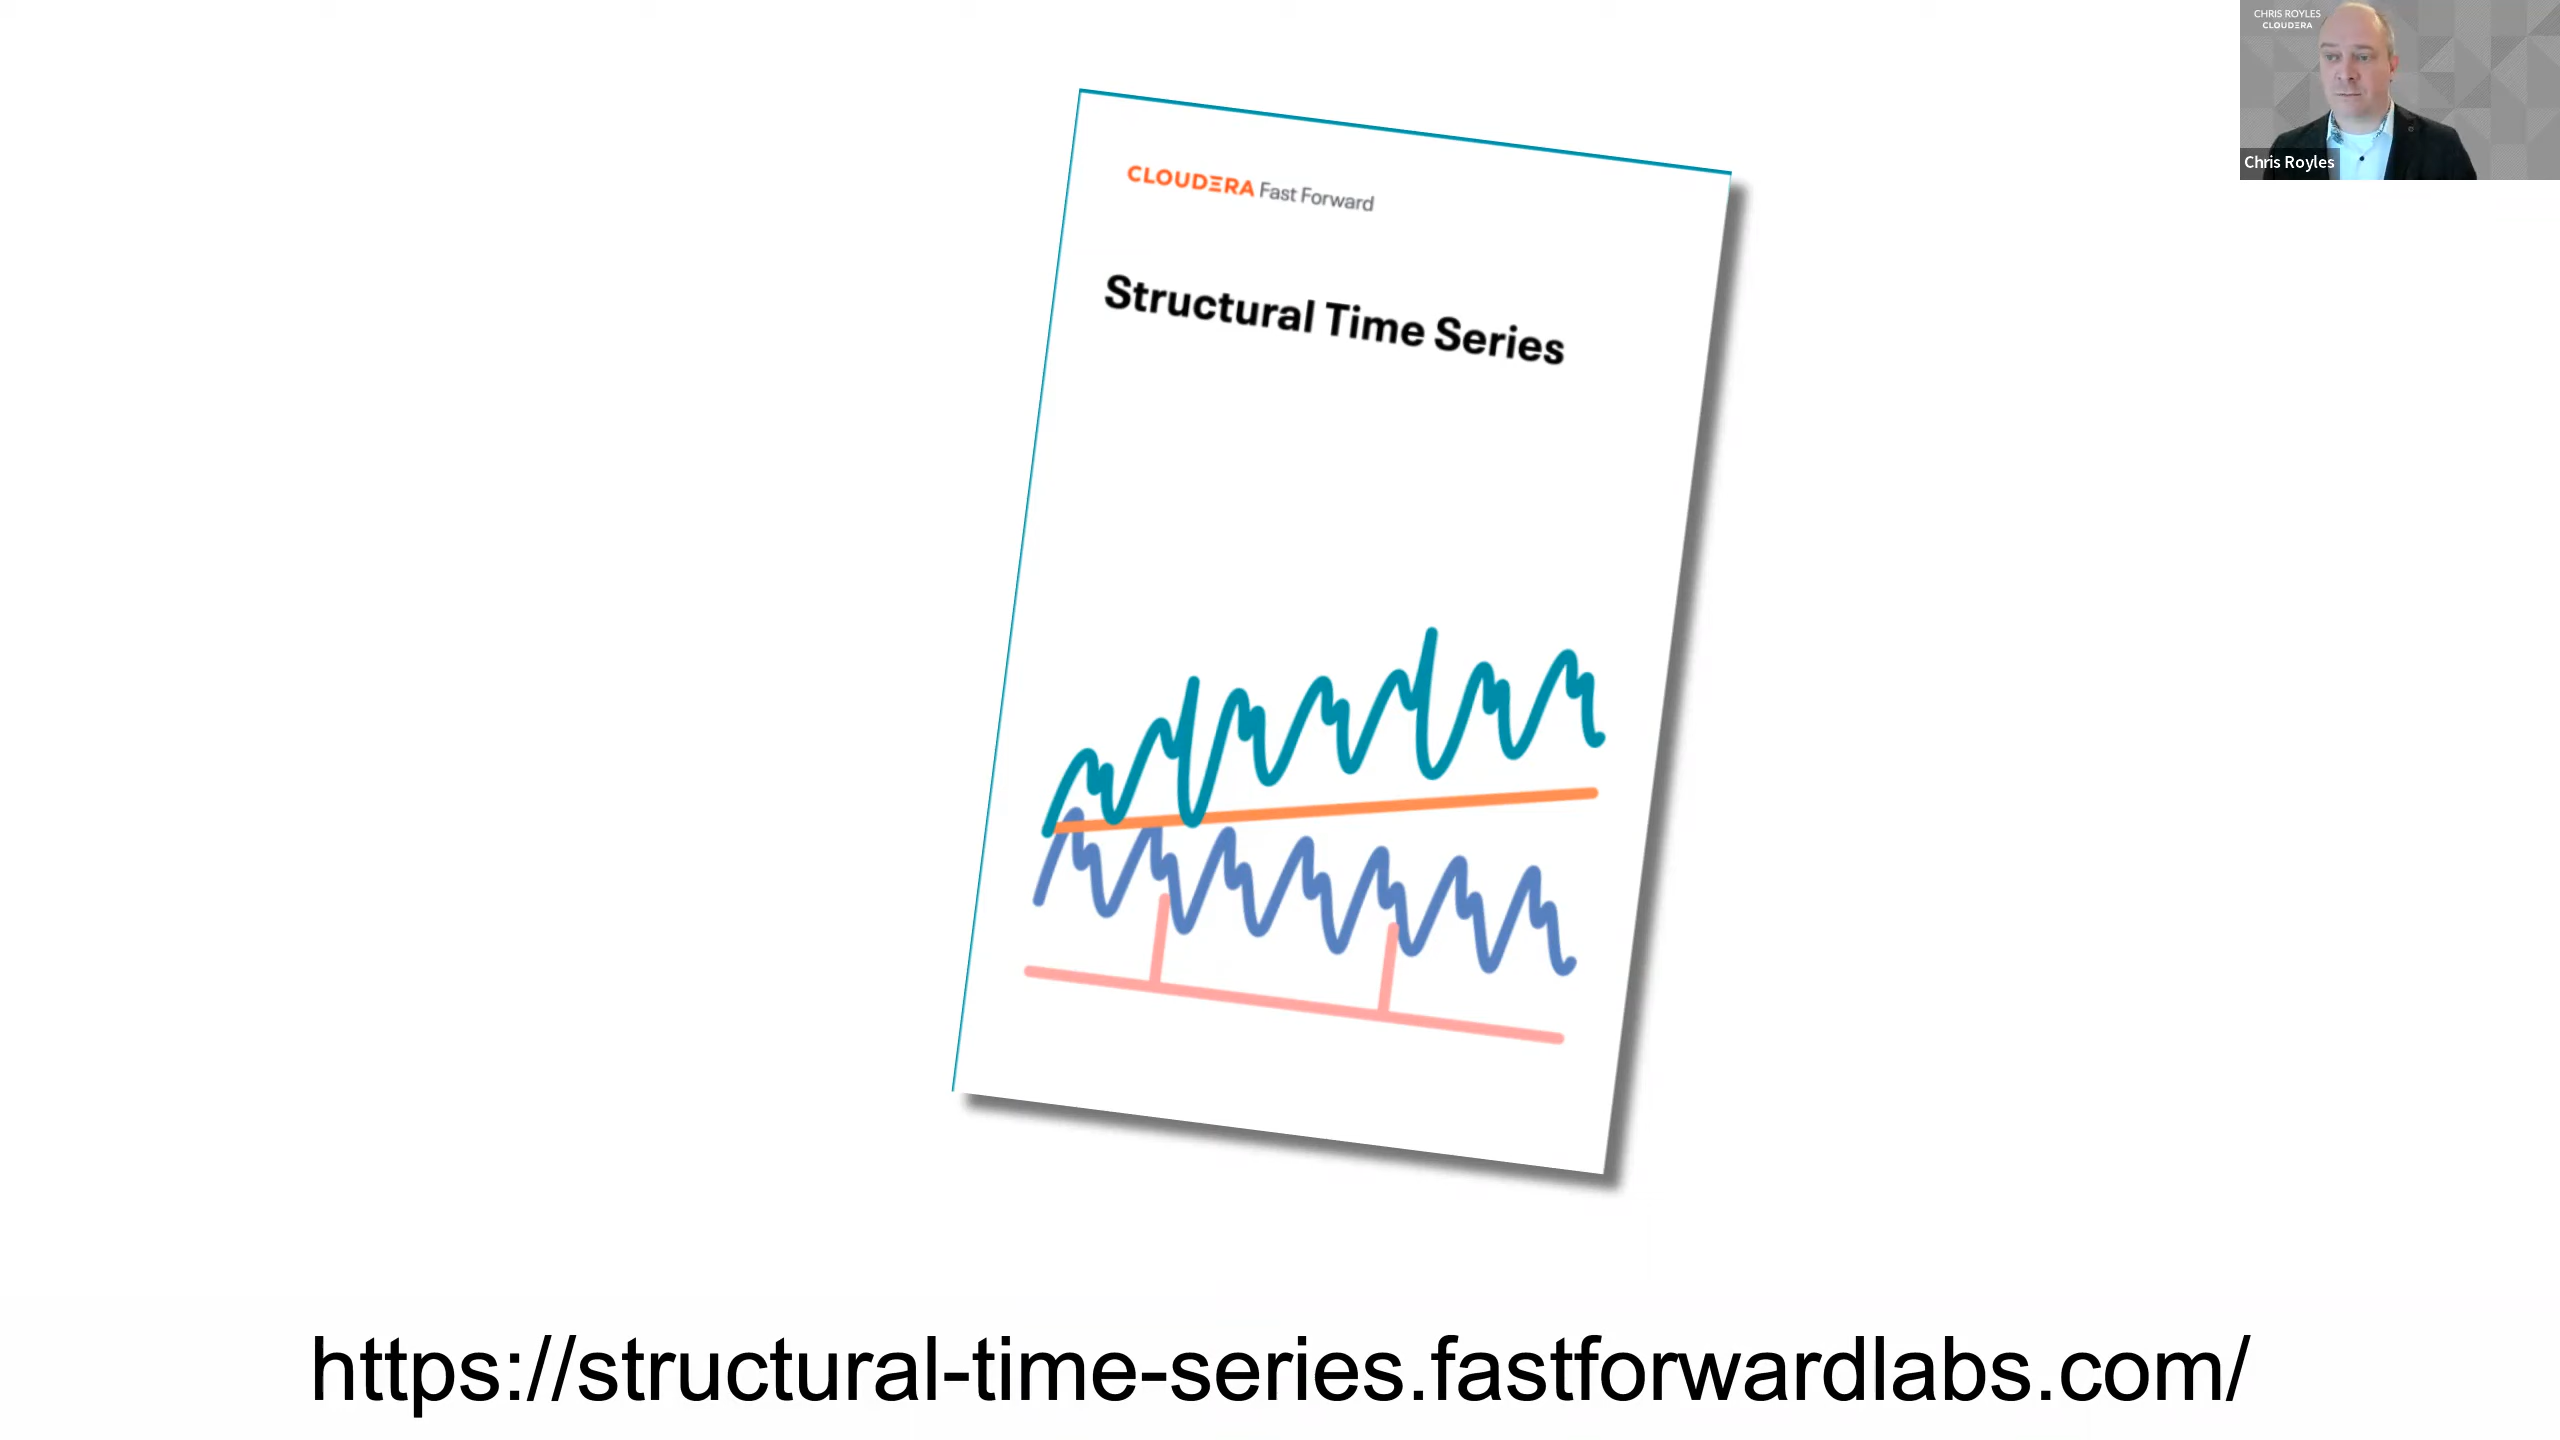 CHRIS ROYLES
CLOUDERA
Chris Royles
CLOUDERA Fast Forward
Structural Time Series
https://structural-time-series.fastforwardlabs.com/